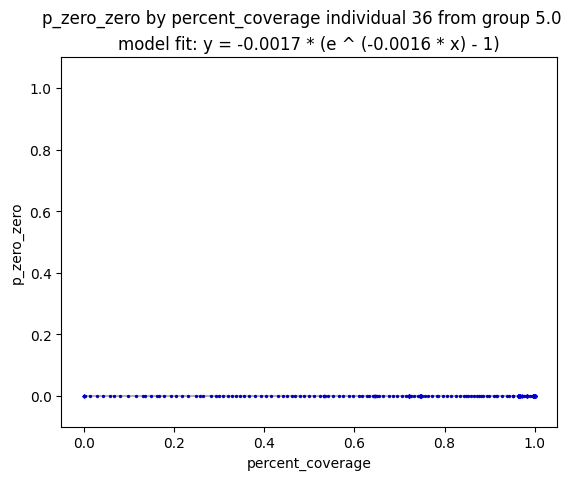 p_zero_zero by percent_coverage individual 36 from group 5.0
model fit: y = -0.0017 * (e ^ (-0.0016 * x) - 1)
1.0
0.8
0.6
0.4
0.2
0.0
p_zero_zero
0.0 0.2 0.4 0.6 0.8 1.0
percent_coverage